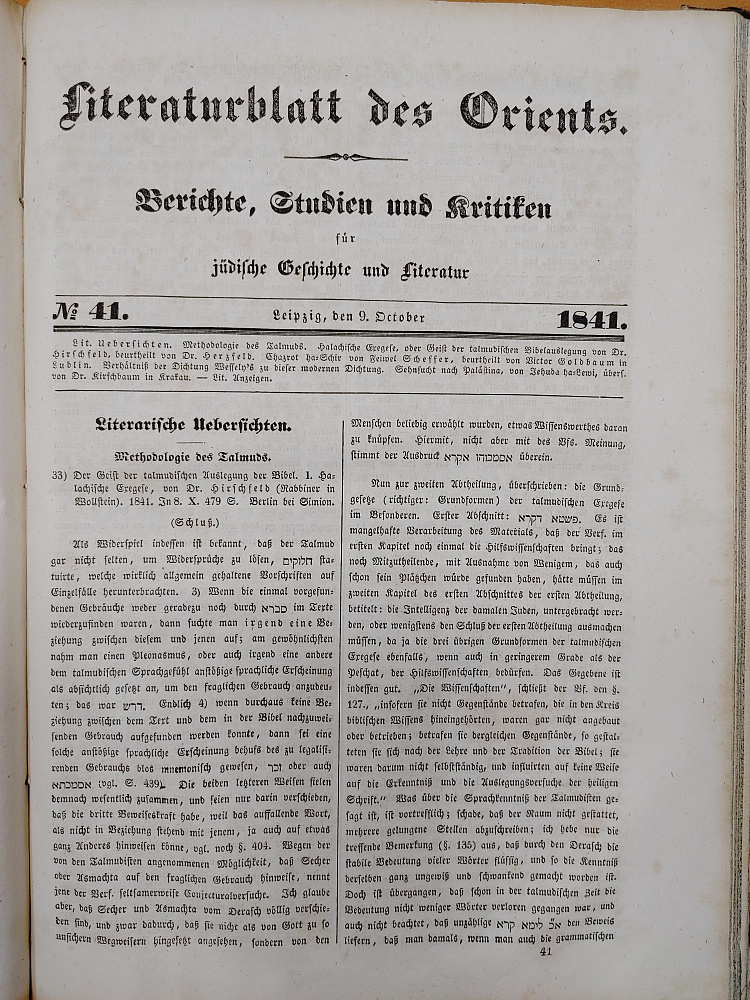 Literaturblatt des Orients.
Berichte, Studien und Kritiken
für
jüdische Geschichte und Literatur
№ 41.
Leipzig, den 9. October
1841.
Lit. Uebersichten. Methodologie des Talmuds. Halachische Exegese, oder Geist der talmudischen Bibelauslegung von Dr.
Hirschfeld, beurtheilt von Dr. Herzfeld. Chazrot ha-Schir von Feiwel Scheffer, beurtheilt von Victor Goldbaum in
Lublin. Verhältniß der Dichtung Wessely's zu dieser modernen Dichtung. Sehnsucht nach Palästina, von Jehuda ha-Lewi, übers.
von Dr. Kirschbaum in Krakau. — Lit. Anzeigen.
Literarische Uebersichten.
Methodologie des Talmuds.
33) Der Geist der talmudischen Auslegung der Bibel. 1. Ha-
lachische Exegese, von Dr. Hirschfeld (Rabbiner in
Wollstein). 1841. In 8. X. 479 S. Berlin bei Simion.
(Schluß.)
Als Widerspiel indessen ist bekannt, daß der Talmud
gar nicht selten, um Widersprüche zu lösen, חלוקים sta-
tuirte, welche wirklich allgemein gehaltene Vorschriften auf
Einzelfälle herunterbrachten. 3) Wenn die einmal vorgefun-
denen Gebräuche weder geradezu noch durch סברא im Texte
wiederzufinden waren, dann suchte man irgend eine Be-
ziehung zwischen diesem und jenen auf; am gewöhnlichsten
nahm man einen Pleonasmus, oder auch irgend eine andere
dem talmudischen Sprachgefühl anstößige sprachliche Erscheinung
als absichtlich gesetzt an, um den fraglichen Gebrauch anzudeu-
ten; das war דרש. Endlich 4) wenn durchaus keine Be-
ziehung zwischen dem Text und dem in der Bibel nachzuwei-
senden Gebrauch aufgefunden werden konnte, dann sei eine
solche anstößige sprachliche Erscheinung behufs des zu legalisi-
renden Gebrauchs blos mnemonisch gewesen, זכר oder auch
אסמכתא (vgl. S. 439). Die beiden letzteren Weisen fielen
demnach wesentlich zusammen, und seien nur darin verschieden,
daß die dritte Beweiskraft habe, weil das auffallende Wort,
als nicht in Beziehung stehend mit jenem, ja auch auf etwas
ganz Anderes hinweisen könne, vgl. noch §. 404. Wegen der
von den Talmudisten angenommenen Möglichkeit, daß Secher
oder Asmachta auf den fraglichen Gebrauch hinweise, nennt
jene der Verf. seltsamerweise Conjecturalversuche. Ich glaube
aber, daß Secher und Asmachta vom Derasch völlig verschie-
den sind, und zwar dadurch, daß sie nicht als von Gott zu so
unsichern Wegweisern hingesetzt angesehen, sondern von den
Menschen beliebig erwählt wurden, etwas Wissenswerthes daran
zu knüpfen. Hiermit, nicht aber mit des Vfs. Meinung,
stimmt der Ausdruck אסמכוהו אקרא überein.
Nun zur zweiten Abtheilung, überschrieben: die Grund-
gesetze (richtiger: Grundformen) der talmudischen Exegese
im Besonderen. Erster Abschnitt: פשטא דקרא. Es ist
mangelhafte Verarbeitung des Materials, daß der Verf. im
ersten Kapitel noch einmal die Hilfswissenschaften bringt; das
noch Mitzutheilende, mit Ausnahme von Wenigem, das auch
schon sein Plätzchen würde gefunden haben, hätte müssen im
zweiten Kapitel des ersten Abschnittes der ersten Abtheilung,
betitelt: die Intelligenz der damalen Juden, untergebracht wer-
den, oder wenigstens den Schluß der ersten Abtheilung ausmachen
müssen, da ja die drei übrigen Grundformen der talmudischen
Exegese ebenfalls, wenn auch in geringerem Grade als der
Peschat, der Hilfswissenschaften bedürfen. Das Gegebene ist
indessen gut. „Die Wissenschaften", schließt der Vf. den §.
127., „insofern sie nicht Gegenstände betrafen, die in den Kreis
biblischen Wissens hineingehörten, waren gar nicht angebaut
oder betrieben; betrafen sie dergleichen Gegenstände, so gestal-
teten sie sich nach der Lehre und der Tradition der Bibel; sie
waren darum nicht selbstständig, und influirten auf keine Weise
auf die Erkenntniß und die Auslegungsversuche der heiligen
Schrift." Was über die Sprachkenntniß der Talmudisten ge-
sagt ist, ist vortrefflich; schade, daß der Raum nicht gestattet,
mehrere gelungene Stellen abzuschreiben; ich hebe nur die
treffende Bemerkung (§. 135) aus, daß durch den Derasch die
stabile Bedeutung vieler Wörter flüssig, und so die Kenntniß
derselben ganz ungewiß und schwankend gemacht worden ist.
Doch ist übergangen, daß schon in der talmudischen Zeit die
Bedeutung nicht weniger Wörter verloren gegangen war, und
auch nicht beachtet, daß unzählige א״כ לימא קרא den Beweis
liefern, daß man damals, wenn man auch die grammatischen
41